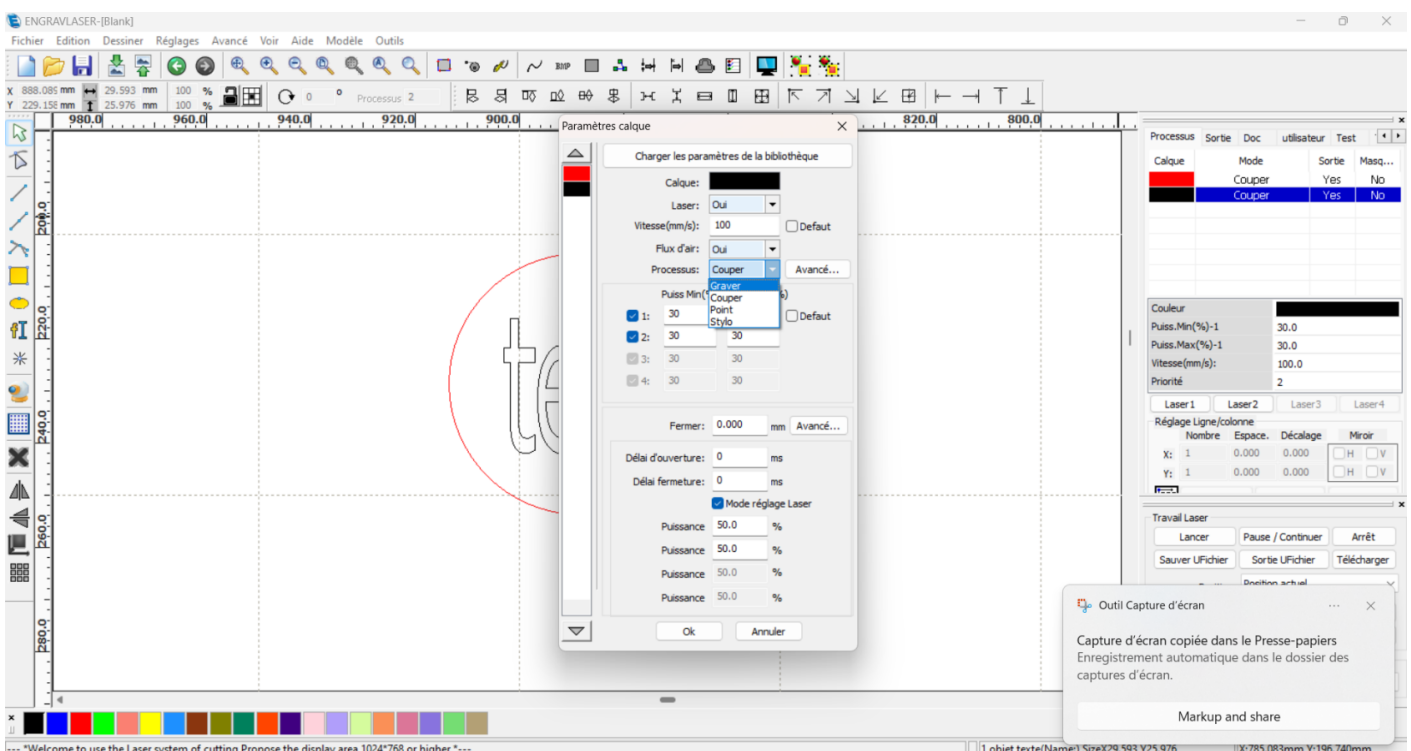 ENGRAVLASER-[Blank]
Fichier Edition Dessiner Réglages Avancé Voir Aide Modèle Outils
BMP
X 888.085 mm 29.593 mm 100 %
Y 229.158 mm 25.976 mm 100 %
0 ° Processus 2
980.0 960.0 940.0 920.0 900.0 820.0 800.0
200.0
220.0
240.0
260.0
280.0
te
Paramètres calque
Charger les paramètres de la bibliothèque
Calque:
Laser: Oui
Vitesse(mm/s): 100 Defaut
Flux d'air: Oui
Processus: Couper Avancé...
Graver
Couper
Point
Stylo
Puiss Min(
1: 30 Defaut
2: 30 30
3: 30 30
4: 30 30
Fermer: 0.000 mm Avancé...
Délai d'ouverture: 0 ms
Délai fermeture: 0 ms
Mode réglage Laser
Puissance 50.0 %
Puissance 50.0 %
Puissance 50.0 %
Puissance 50.0 %
Ok Annuler
Processus Sortie Doc utilisateur Test
Calque Mode Sortie Masq...
Couper Yes No
Couper Yes No
Couleur
Puiss.Min(%)-1 30.0
Puiss.Max(%)-1 30.0
Vitesse(mm/s): 100.0
Priorité 2
Laser1 Laser2 Laser3 Laser4
Réglage Ligne/colonne
Nombre Espace. Décalage Miroir
X: 1 0.000 0.000 H V
Y: 1 0.000 0.000 H V
Travail Laser
Lancer Pause / Continuer Arrêt
Sauver UFichier Sortie UFichier Télécharger
Position actuel
Outil Capture d'écran
Capture d'écran copiée dans le Presse-papiers
Enregistrement automatique dans le dossier des
captures d'écran.
Markup and share
--- *Welcome to use the Laser system of cutting,Propose the display area 1024*768 or higher *---
1 objet texte(Name:) SizeX29.593 Y25.976
X:785.083mm Y:196.740mm